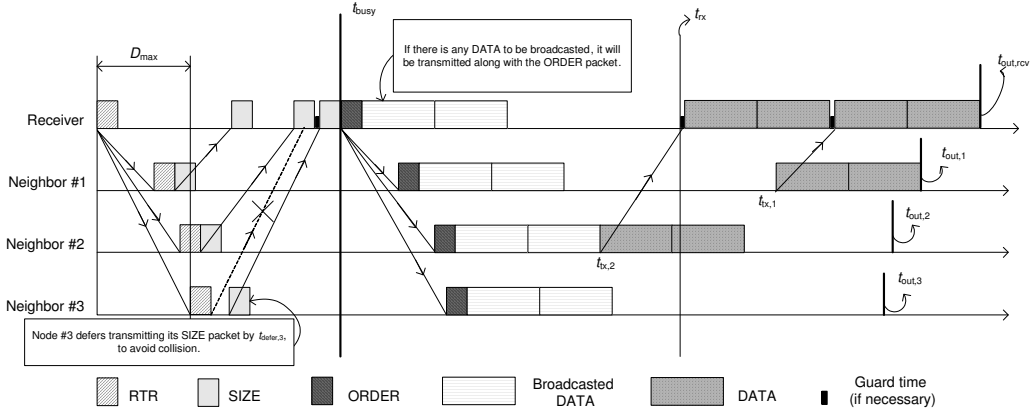 t_busy
t_rx
D_max
If there is any DATA to be broadcasted, it will
be transmitted along with the ORDER packet.
t_out,rcv
Receiver
Neighbor #1
t_out,1
t_tx,1
Neighbor #2
t_out,2
t_tx,2
Neighbor #3
t_out,3
Node #3 defers transmitting its SIZE packet by t_defer,3,
to avoid collision.
RTR
SIZE
ORDER
Broadcasted
DATA
DATA
Guard time
(if necessary)